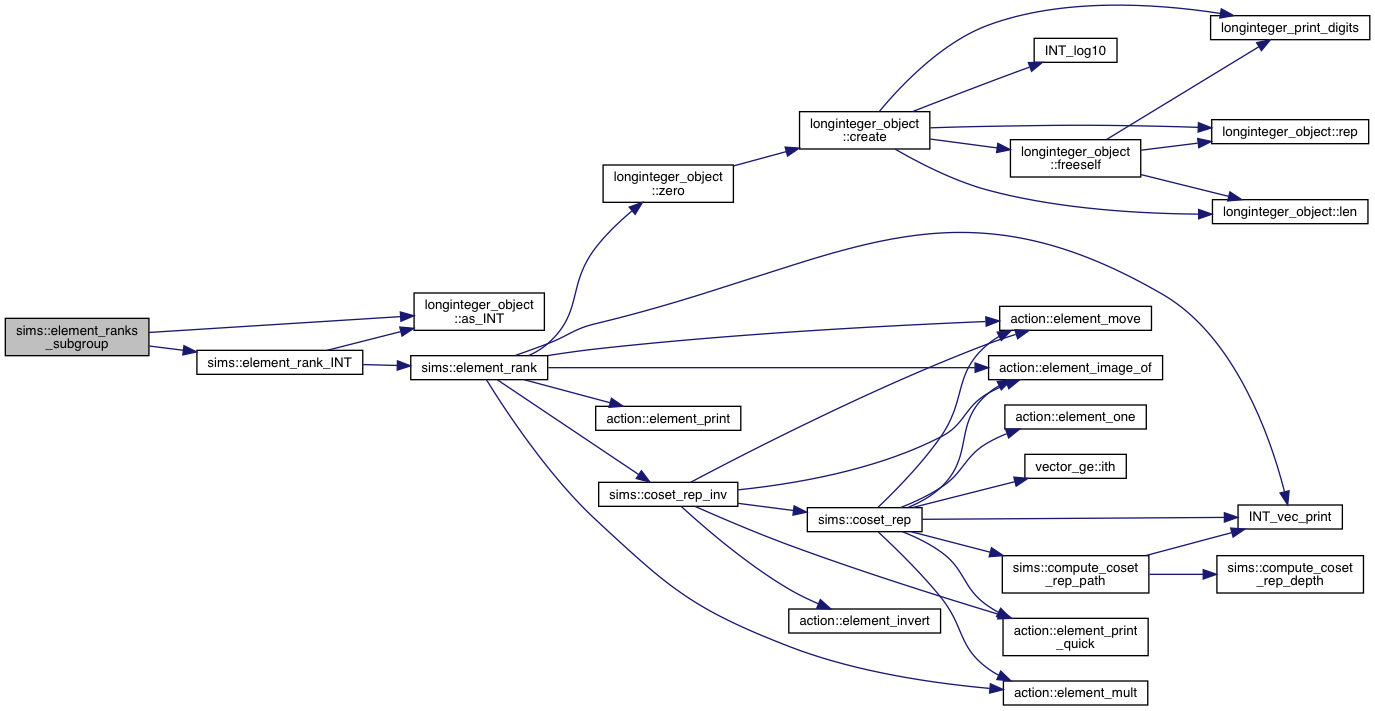 sims::element_ranks
_subgroup
longinteger_object
::as_INT
sims::element_rank_INT
sims::element_rank
longinteger_object
::zero
longinteger_object
::create
INT_log10
longinteger_print_digits
longinteger_object
::freeself
longinteger_object::rep
longinteger_object::len
action::element_move
action::element_image_of
action::element_print
action::element_one
vector_ge::ith
sims::coset_rep_inv
sims::coset_rep
INT_vec_print
sims::compute_coset
_rep_path
sims::compute_coset
_rep_depth
action::element_invert
action::element_print
_quick
action::element_mult